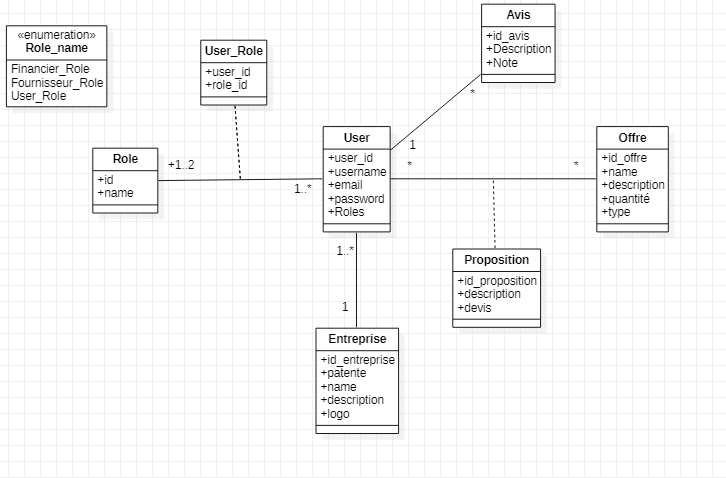 «enumeration»
Role_name
Financier_Role
Fournisseur_Role
User_Role
User_Role
+user_id
+role_id
Avis
+id_avis
+Description
+Note
*
1
Role
+id
+name
+1..2
1..*
User
+user_id
+username
+email
+password
+Roles
*
*
Offre
+id_offre
+name
+description
+quantité
+type
Proposition
+id_proposition
+description
+devis
1..*
1
Entreprise
+id_entreprise
+patente
+name
+description
+logo